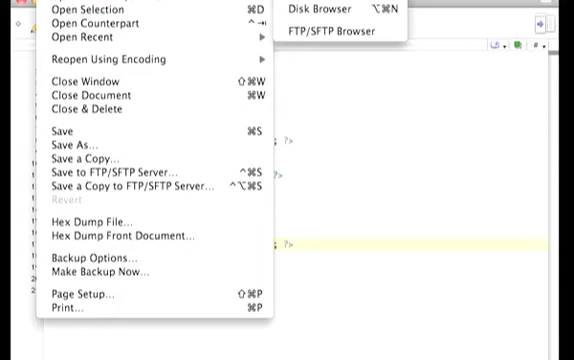 Open Selection ⌘D
Open Counterpart ^⇥
Open Recent ▶
Reopen Using Encoding ▶
Close Window ⇧⌘W
Close Document ⌘W
Close & Delete
Save ⌘S
Save As...
Save a Copy...
Save to FTP/SFTP Server... ^⌘S
Save a Copy to FTP/SFTP Server... ^⌥⌘S
Revert
Hex Dump File...
Hex Dump Front Document...
Backup Options...
Make Backup Now...
Page Setup... ⇧⌘P
Print... ⌘P
Disk Browser ⌥⌘N
FTP/SFTP Browser
#
; ?>
?>
; ?>